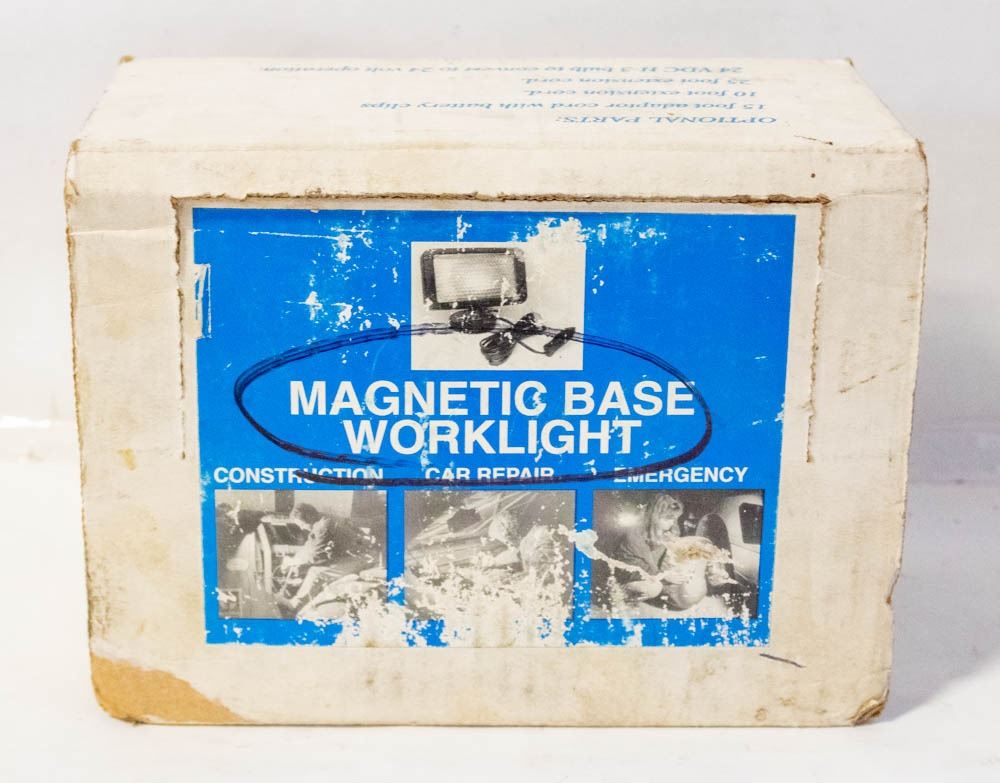 OPTIONAL PARTS:
15 foot adaptor cord with battery clips
10 foot extension cord.
25 foot extension cord.
24 VDC H-3 bulb to convert to 24 volt operation.
MAGNETIC BASE
WORKLIGHT
CONSTRUCTION CAR REPAIR EMERGENCY